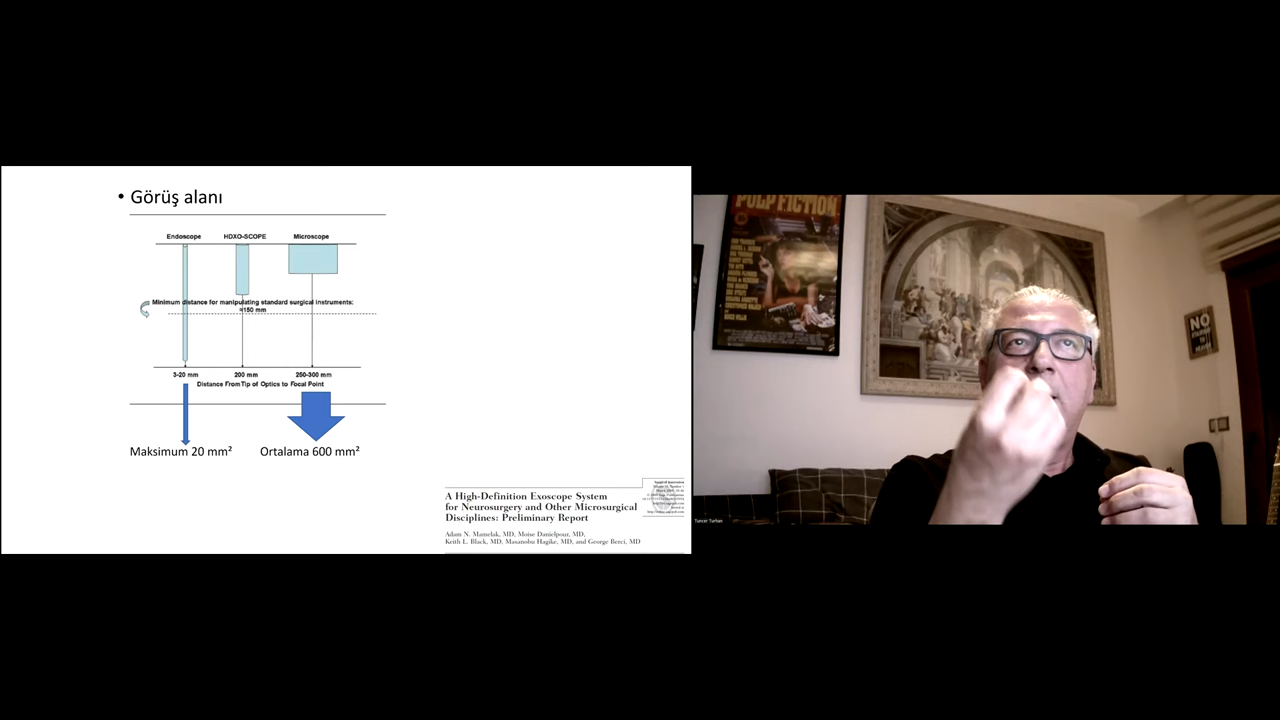 • Görüş alanı
Endoscope HDXO-SCOPE Microscope
Minimum distance for manipulating standard surgical instruments:
≈150 mm
3-20 mm 200 mm 250-300 mm
Distance From Tip of Optics to Focal Point
Maksimum 20 mm²
Ortalama 600 mm²
A High-Definition Exoscope System
for Neurosurgery and Other Microsurgical
Disciplines: Preliminary Report
Adam N. Mamelak, MD, Moise Danielpour, MD,
Keith L. Black, MD, Masanobu Hagike, MD, and George Berci, MD
PULP FICTION
NO
Tuncer Turhan